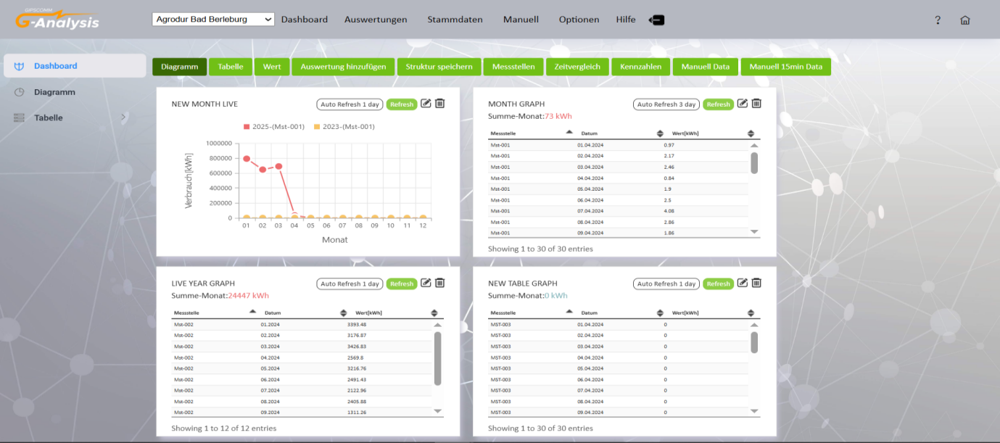 GIPSCOMM
G-Analysis
Agrodur Bad Berleburg
Dashboard Auswertungen Stammdaten Manuell Optionen Hilfe
?
Dashboard
Diagramm
Tabelle
Diagramm Tabelle Wert Auswertung hinzufügen Struktur speichern Messstellen Zeitvergleich Kennzahlen Manuell Data Manuell 15min Data
NEW MONTH LIVE
Auto Refresh 1 day Refresh
2025-(Mst-001) 2023-(Mst-001)
Verbrauch[kWh]
1000000
800000
600000
400000
200000
0
01 02 03 04 05 06 07 08 09 10 11 12
Monat
MONTH GRAPH
Auto Refresh 3 day Refresh
Summe-Monat:73 kWh
Messstelle Datum Wert[kWh]
Mst-001 01.04.2024 0.97
Mst-001 02.04.2024 2.17
Mst-001 03.04.2024 2.46
Mst-001 04.04.2024 0.84
Mst-001 05.04.2024 1.9
Mst-001 06.04.2024 2.5
Mst-001 07.04.2024 4.08
Mst-001 08.04.2024 2.86
Mst-001 09.04.2024 1.86
Showing 1 to 30 of 30 entries
LIVE YEAR GRAPH
Auto Refresh 1 day Refresh
Summe-Monat:24447 kWh
Messstelle Datum Wert[kWh]
Mst-002 01.2024 3393.48
Mst-002 02.2024 3176.87
Mst-002 03.2024 3426.83
Mst-002 04.2024 2569.8
Mst-002 05.2024 3216.76
Mst-002 06.2024 2491.43
Mst-002 07.2024 2122.96
Mst-002 08.2024 2405.88
Mst-002 09.2024 1311.26
Showing 1 to 12 of 12 entries
NEW TABLE GRAPH
Auto Refresh 1 day Refresh
Summe-Monat:0 kWh
Messstelle Datum Wert[kWh]
MST-003 01.04.2024 0
MST-003 02.04.2024 0
MST-003 03.04.2024 0
MST-003 04.04.2024 0
MST-003 05.04.2024 0
MST-003 06.04.2024 0
MST-003 07.04.2024 0
MST-003 08.04.2024 0
MST-003 09.04.2024 0
Showing 1 to 30 of 30 entries